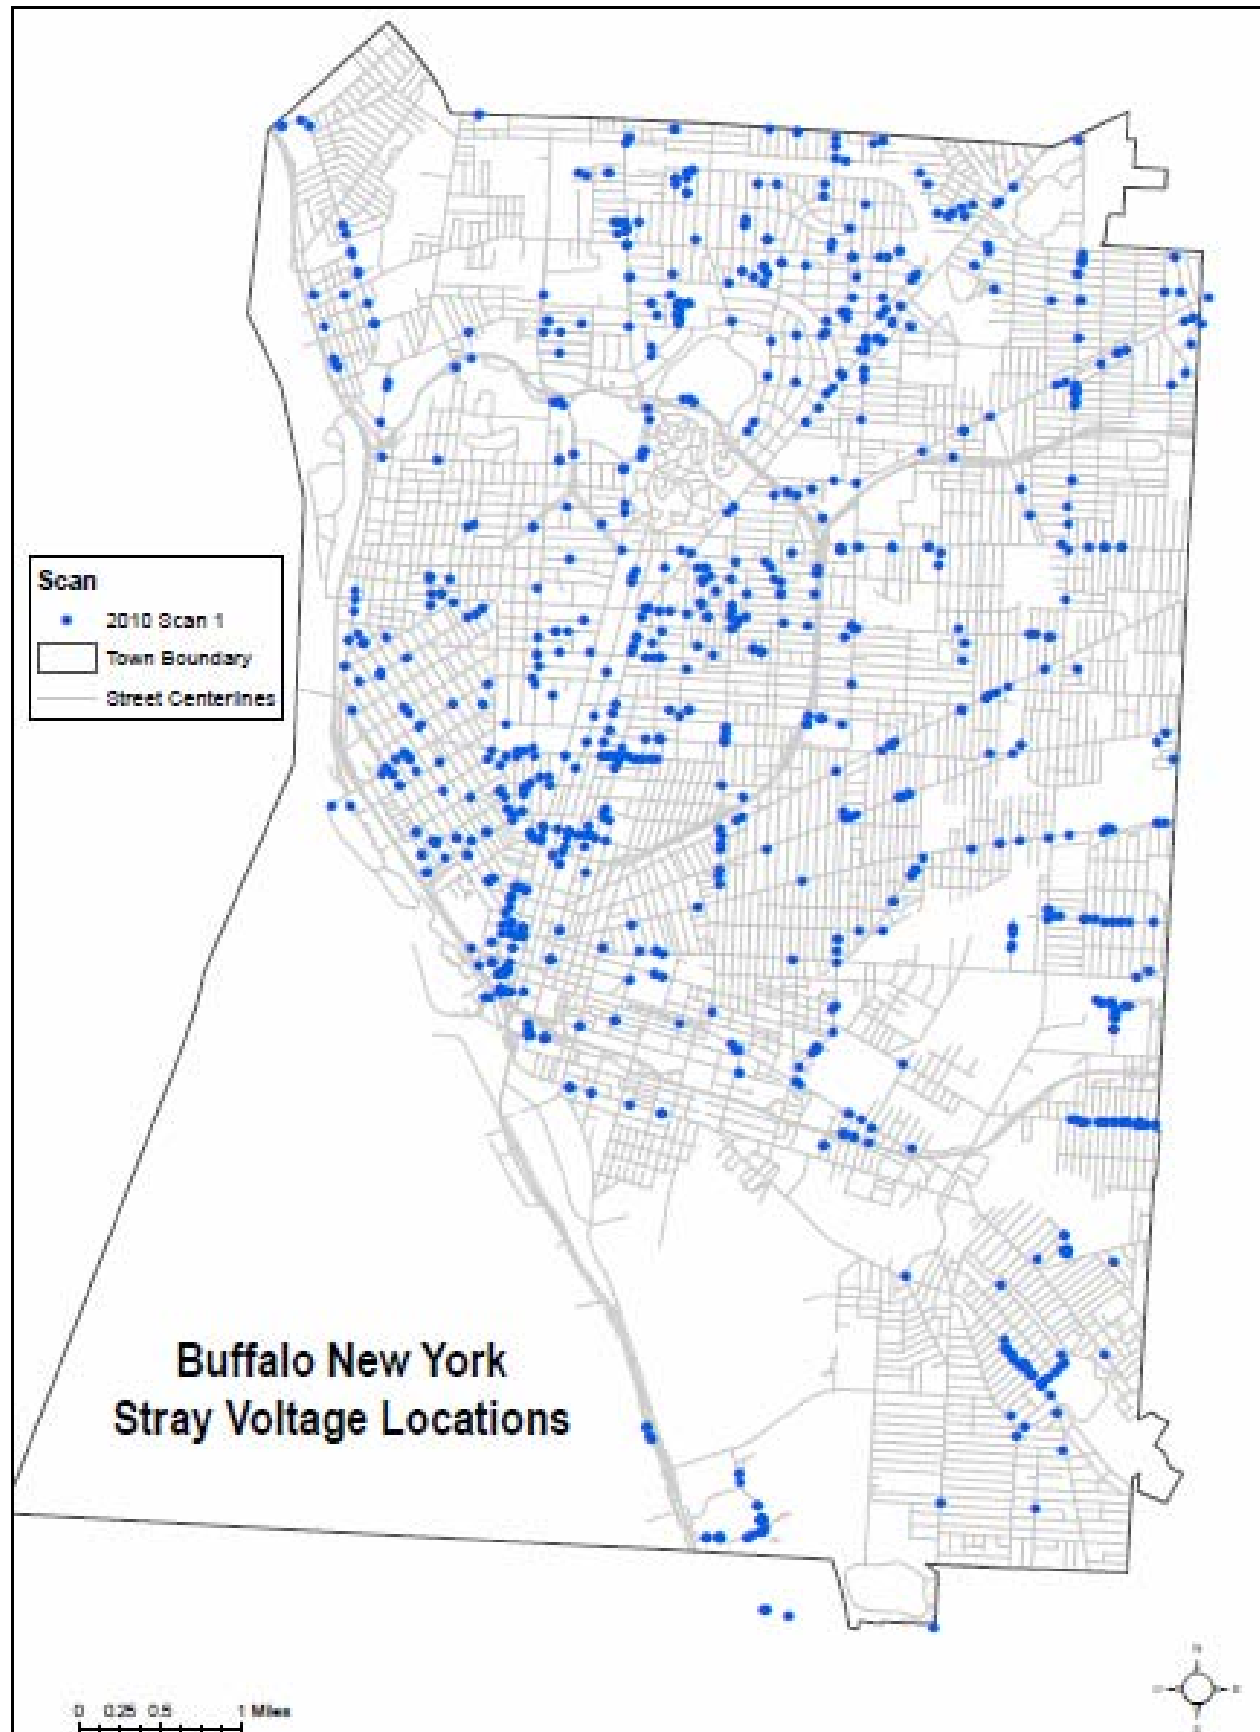 Scan
2010 Scan 1
Town Boundary
Street Centerlines
Buffalo New York
Stray Voltage Locations
0 0.25 0.5 1 Miles